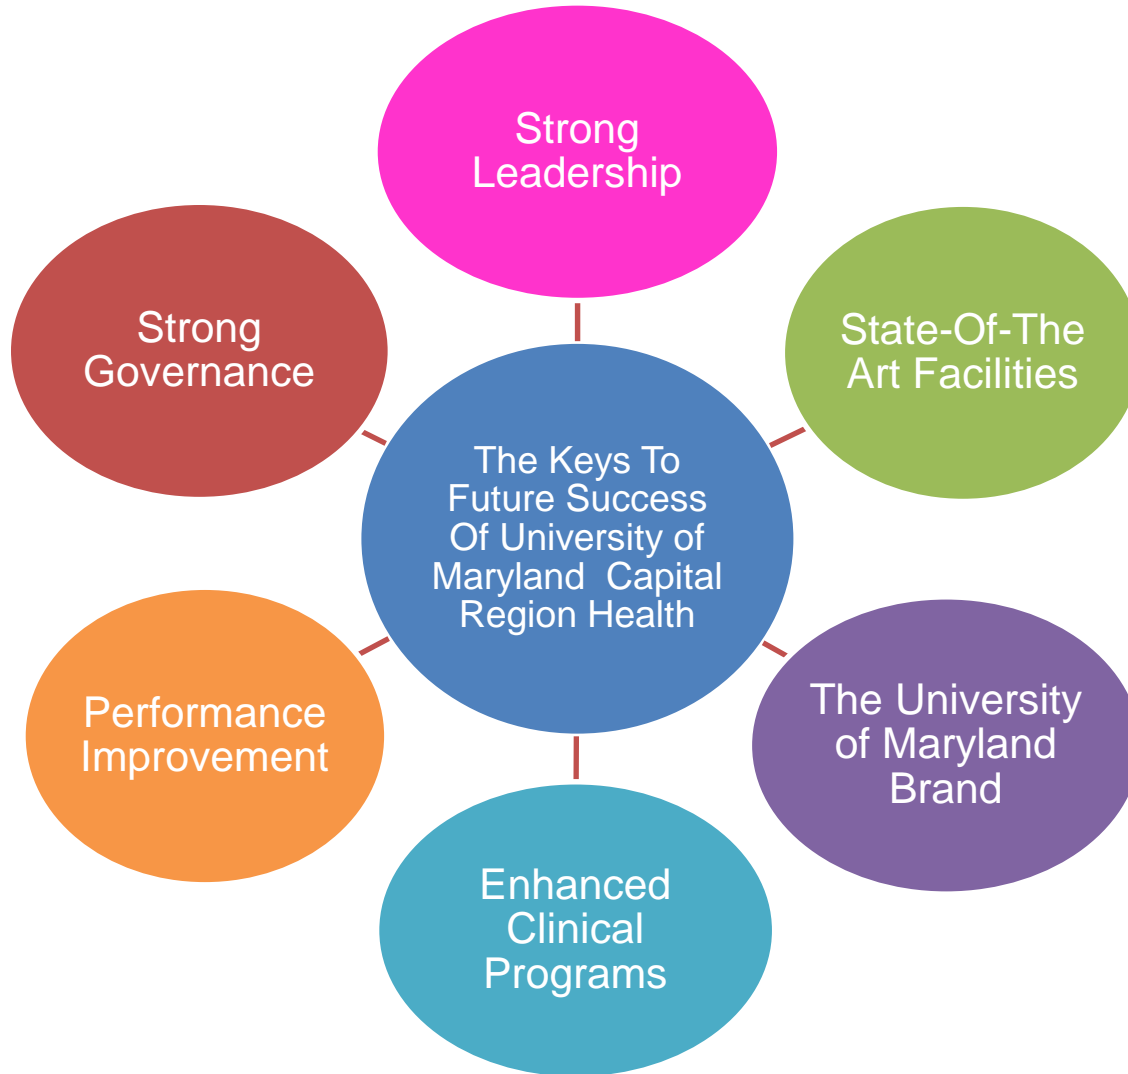 Strong
Leadership
State-Of-The
Art Facilities
Strong
Governance
The Keys To
Future Success
Of University of
Maryland  Capital
Region Health
The University
of Maryland
Brand
Performance
Improvement
Enhanced
Clinical
Programs